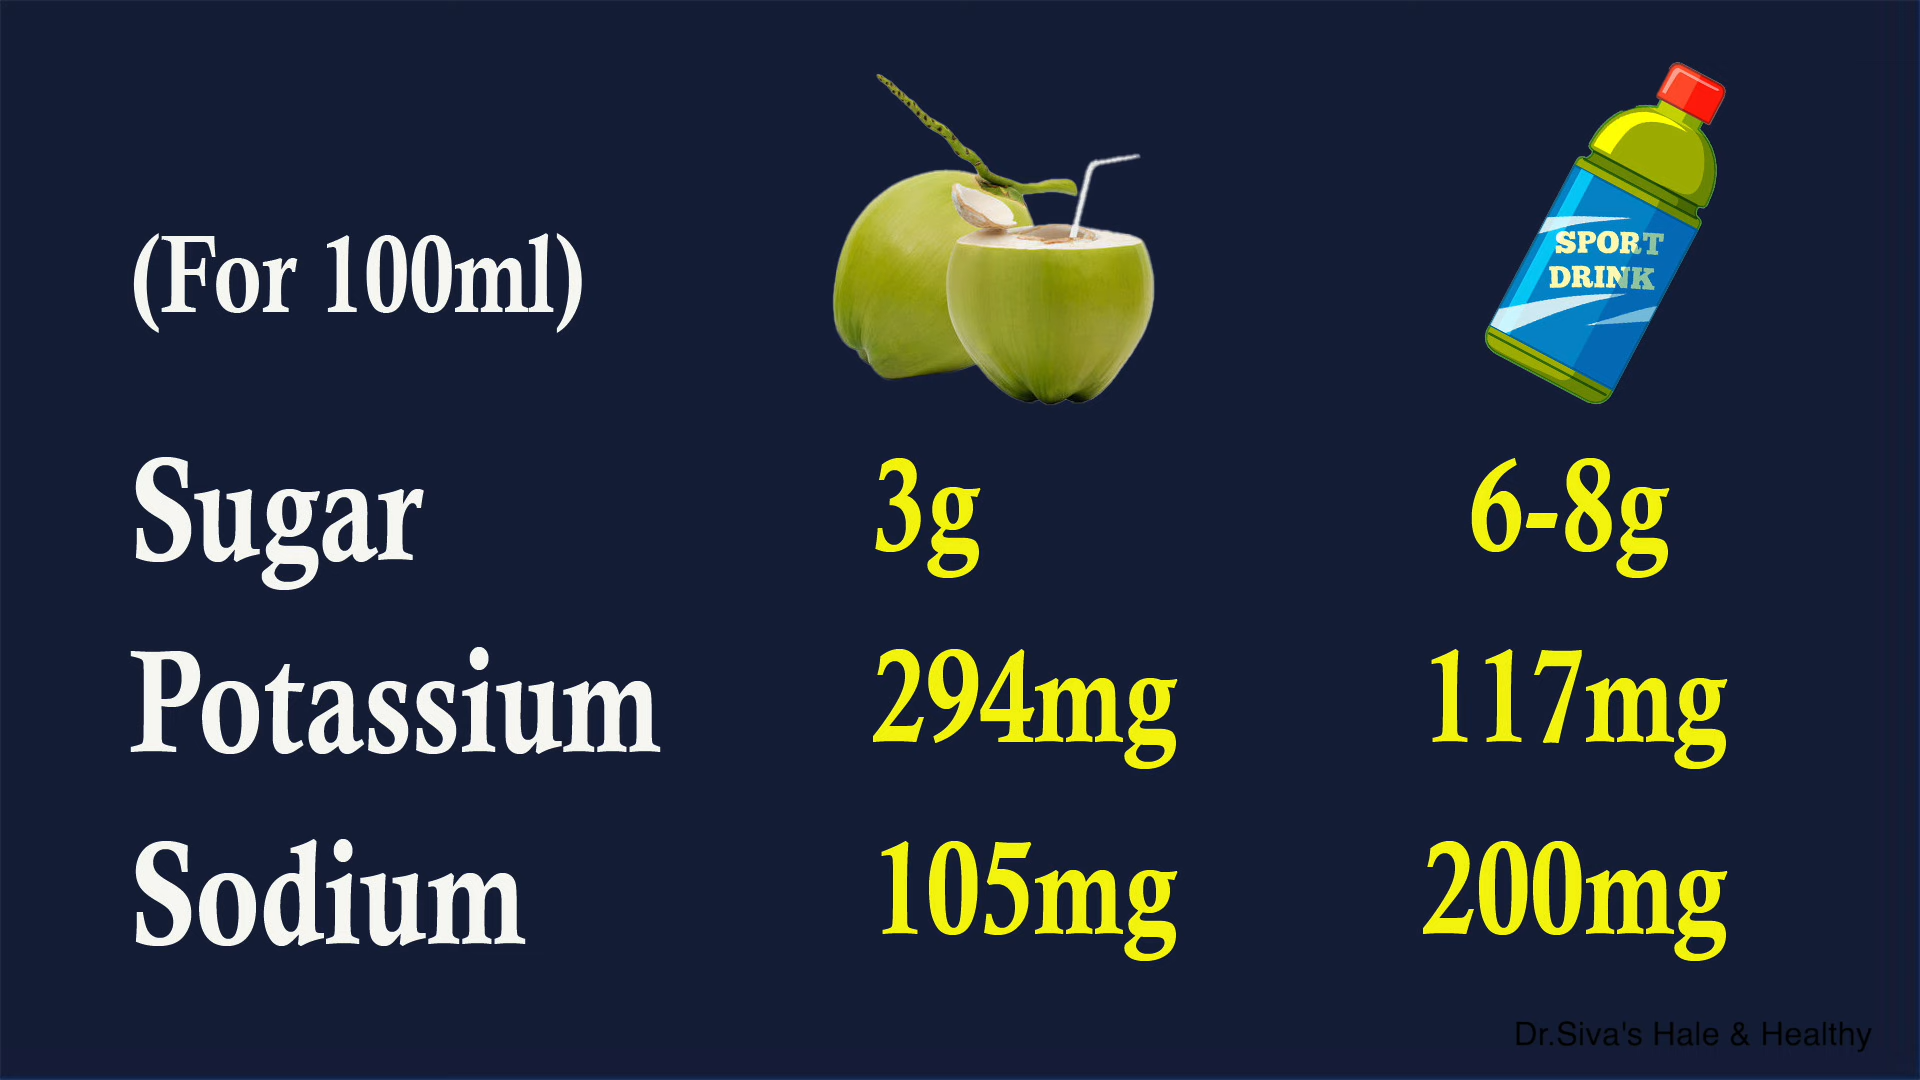 (For 100ml)
SPORT
DRINK
Sugar 3g 6-8g
Potassium 294mg 117mg
Sodium 105mg 200mg
Dr.Siva's Hale & Healthy